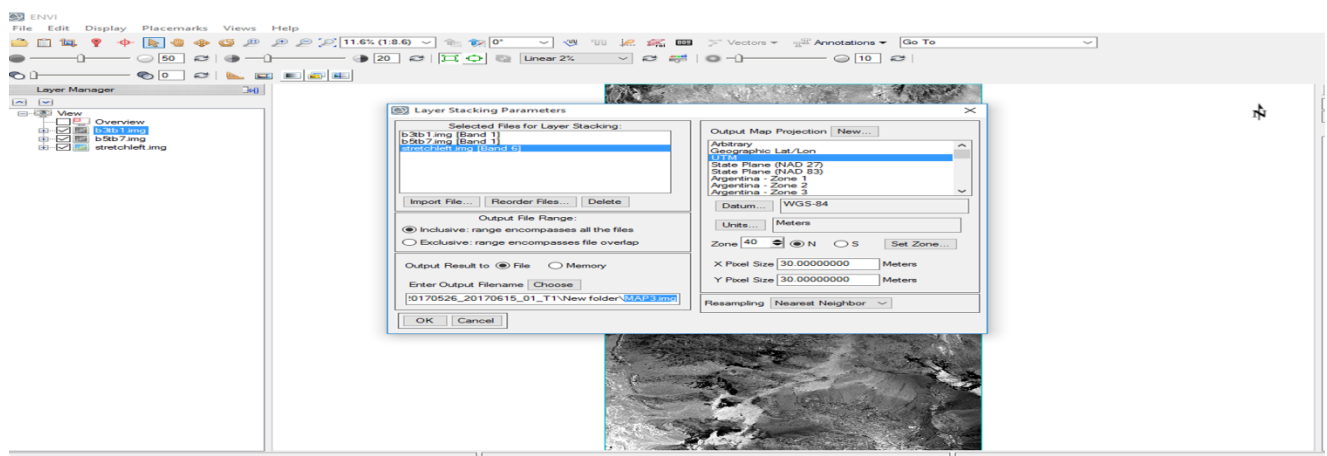 ENVI
File Edit Display Placemarks Views Help
11.6% (1:8.6) 0° Vectors Annotations Go To
50 20 Linear 2% 10
0
Layer Manager
View
Overview
b3tb1.img
b5tb7.img
stretchleft.img
Layer Stacking Parameters
Selected Files for Layer Stacking:
b3tb1.img [Band 1]
b5tb7.img [Band 1]
stretchleft.img [Band 6]
Import File... Reorder Files... Delete
Output File Range:
Inclusive: range encompasses all the files
Exclusive: range encompasses file overlap
Output Result to File Memory
Enter Output Filename Choose
!0170526_20170615_01_T1\New folder\MAP3.img
OK Cancel
Output Map Projection New...
Arbitrary
Geographic Lat/Lon
UTM
State Plane (NAD 27)
State Plane (NAD 83)
Argentina - Zone 1
Argentina - Zone 2
Argentina - Zone 3
Datum... WGS-84
Units... Meters
Zone 40 N S Set Zone...
X Pixel Size 30.00000000 Meters
Y Pixel Size 30.00000000 Meters
Resampling Nearest Neighbor
N